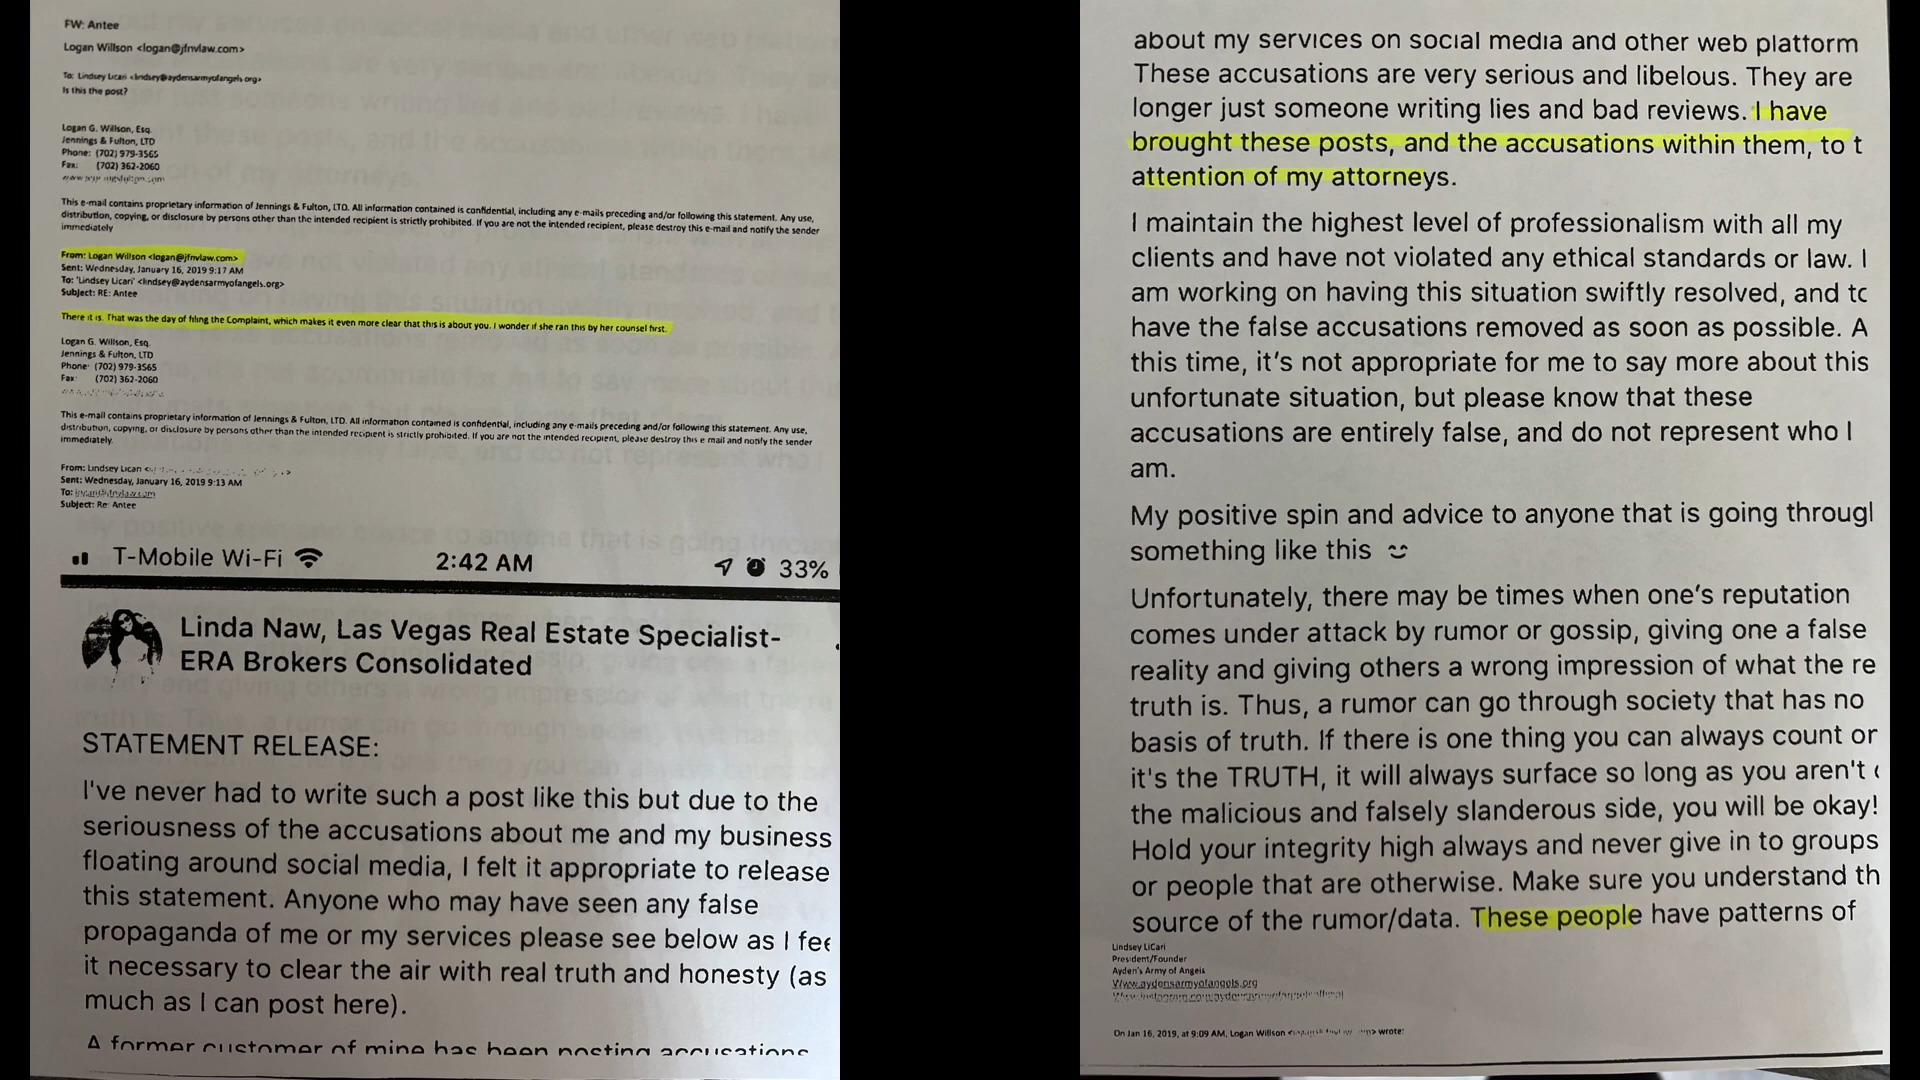 FW: Antee
Logan Willson <logan@jfnvlaw.com>
To: Lindsey Licari <lindsey@aydensarmyofangels.org>
Is this the post?
Logan G. Willson, Esq.
Jennings & Fulton, LTD
Phone: (702) 979-3565
Fax: (702) 362-2060
This e-mail contains proprietary information of Jennings & Fulton, LTD. All information contained is confidential, including any e-mails preceding and/or following this statement. Any use,
distribution, copying, or disclosure by persons other than the intended recipient is strictly prohibited. If you are not the intended recipient, please destroy this e-mail and notify the sender
immediately
From: Logan Willson <logan@jfnvlaw.com>
Sent: Wednesday, January 16, 2019 9:17 AM
To: 'Lindsey Licari' <lindsey@aydensarmyofangels.org>
Subject: RE: Antee
There it is. That was the day of filing the Complaint, which makes it even more clear that this is about you. I wonder if she ran this by her counsel first.
Logan G. Willson, Esq.
Jennings & Fulton, LTD
Phone: (702) 979-3565
Fax: (702) 362-2060
This e-mail contains proprietary information of Jennings & Fulton, LTD. All information contained is confidential, including any e-mails preceding and/or following this statement. Any use,
distribution, copying, or disclosure by persons other than the intended recipient is strictly prohibited. If you are not the intended recipient, please destroy this e mail and notify the sender
immediately.
From: Lindsey Licari
Sent: Wednesday, January 16, 2019 9:13 AM
To:
Subject: Re: Antee
T-Mobile Wi-Fi 2:42 AM 33%
Linda Naw, Las Vegas Real Estate Specialist-
ERA Brokers Consolidated
STATEMENT RELEASE:
I've never had to write such a post like this but due to the
seriousness of the accusations about me and my business
floating around social media, I felt it appropriate to release
this statement. Anyone who may have seen any false
propaganda of me or my services please see below as I fee
it necessary to clear the air with real truth and honesty (as
much as I can post here).
A former customer of mine has been posting accusations
about my services on social media and other web platform
These accusations are very serious and libelous. They are
longer just someone writing lies and bad reviews. I have
brought these posts, and the accusations within them, to t
attention of my attorneys.
I maintain the highest level of professionalism with all my
clients and have not violated any ethical standards or law. I
am working on having this situation swiftly resolved, and to
have the false accusations removed as soon as possible. A
this time, it's not appropriate for me to say more about this
unfortunate situation, but please know that these
accusations are entirely false, and do not represent who I
am.
My positive spin and advice to anyone that is going through
something like this
Unfortunately, there may be times when one's reputation
comes under attack by rumor or gossip, giving one a false
reality and giving others a wrong impression of what the re
truth is. Thus, a rumor can go through society that has no
basis of truth. If there is one thing you can always count on
it's the TRUTH, it will always surface so long as you aren't
the malicious and falsely slanderous side, you will be okay!
Hold your integrity high always and never give in to groups
or people that are otherwise. Make sure you understand th
source of the rumor/data. These people have patterns of
Lindsey LiCari
President/Founder
Ayden's Army of Angels
Www.aydensarmyofangels.org
On Jan 16, 2019, at 9:09 AM, Logan Willson wrote: